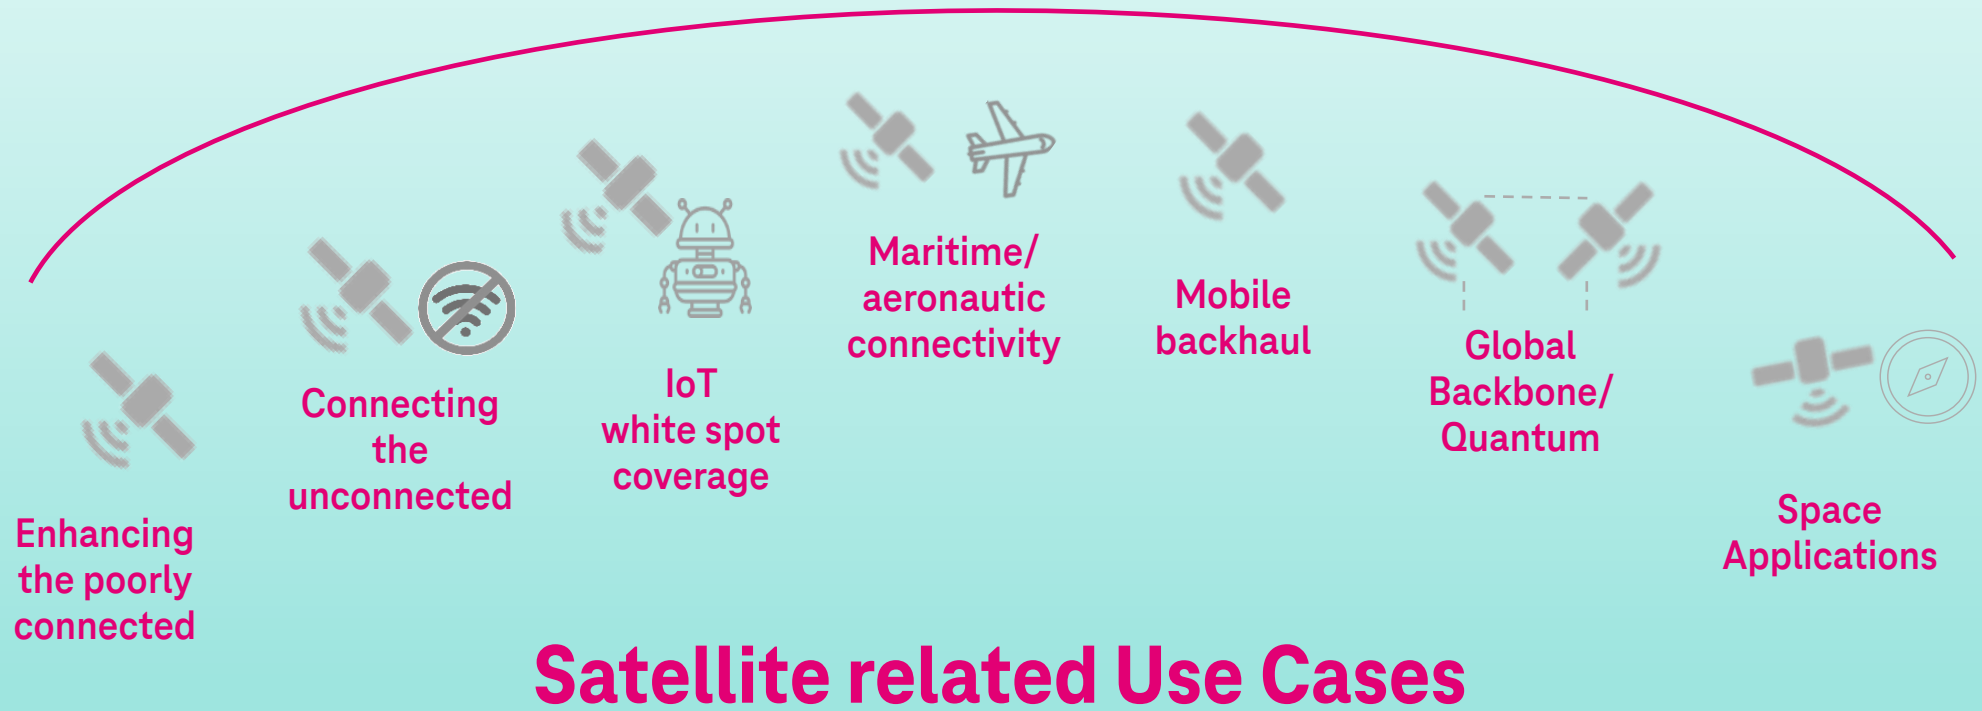 Enhancing
the poorly
connected
Connecting
the
unconnected
IoT
white spot
coverage
Maritime/
aeronautic
connectivity
Mobile
backhaul
Global
Backbone/
Quantum
Space
Applications
Satellite related Use Cases